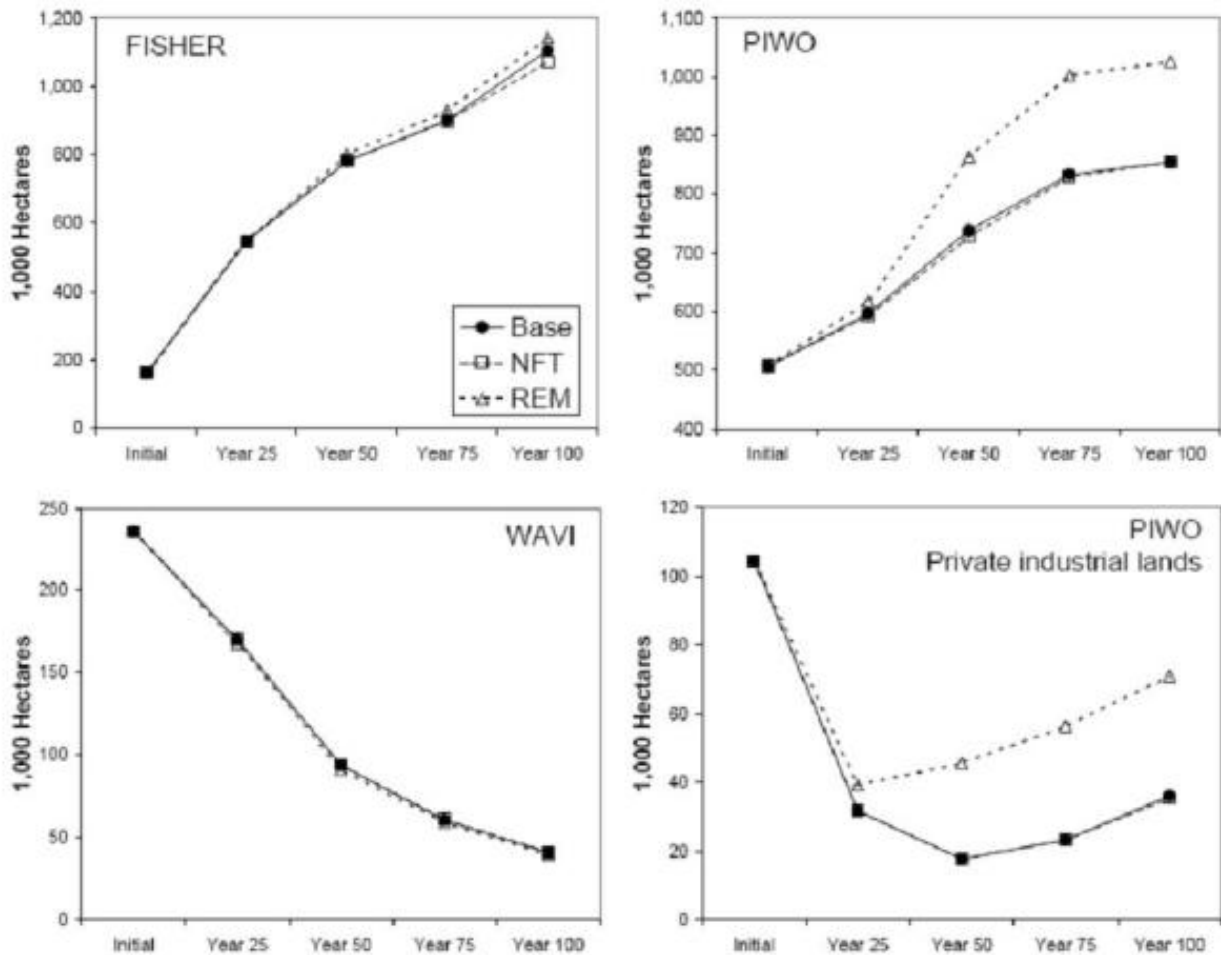 FISHER
1,000 Hectares
1,200
1,000
800
600
400
200
0
Initial Year 25 Year 50 Year 75 Year 100
Base
NFT
REM
PIWO
1,000 Hectares
1,100
1,000
900
800
700
600
500
400
Initial Year 25 Year 50 Year 75 Year 100
WAVI
1,000 Hectares
250
200
150
100
50
0
Initial Year 25 Year 50 Year 75 Year 100
PIWO
Private industrial lands
1,000 Hectares
120
100
80
60
40
20
0
Initial Year 25 Year 50 Year 75 Year 100